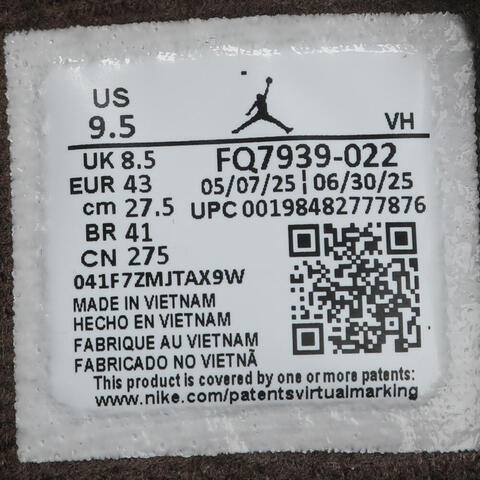 US
9.5
VH
UK 8.5
FQ7939-022
EUR 43
05/07/25 | 06/30/25
cm 27.5
UPC 00198482777876
BR 41
CN 275
041F7ZMJTAX9W
MADE IN VIETNAM
HECHO EN VIETNAM
FABRIQUE AU VIETNAM
FABRICADO NO VIETNÃ
This product is covered by one or more patents:
www.nike.com/patentsvirtualmarking